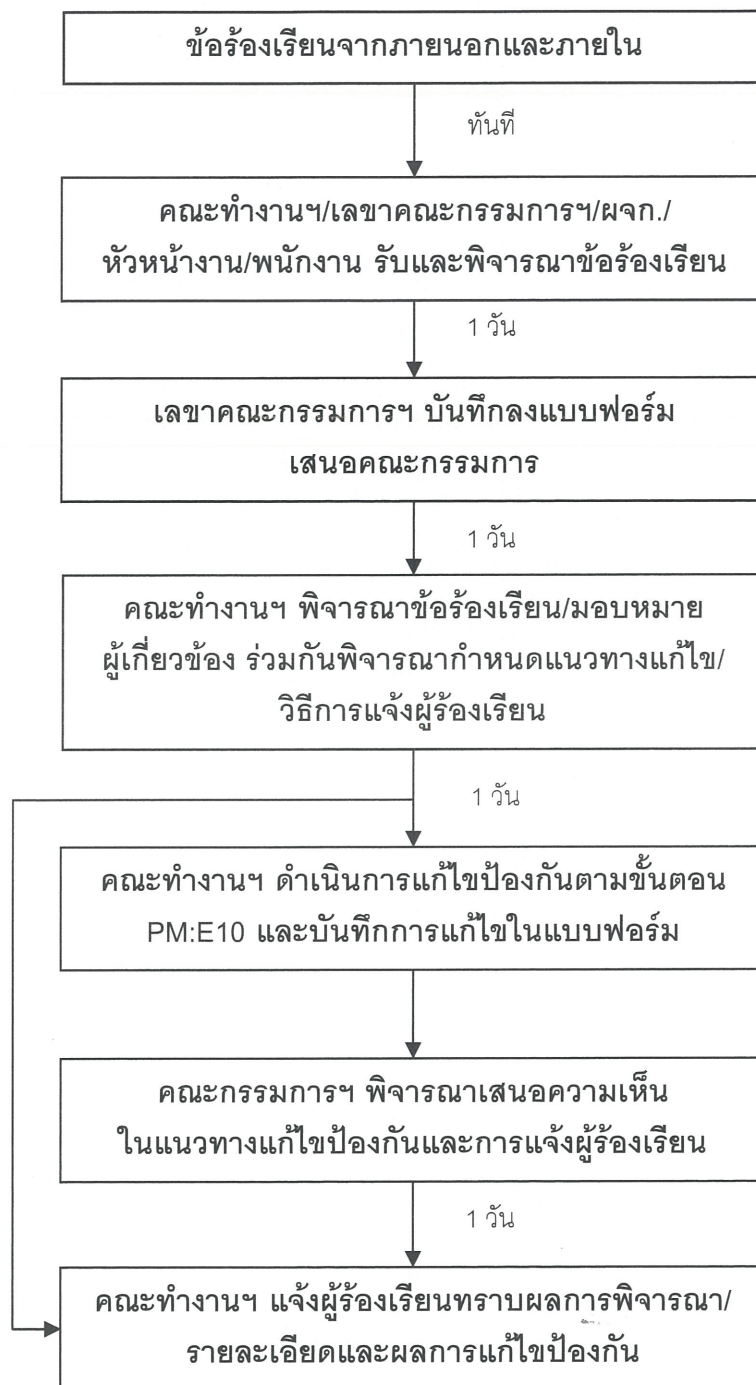 ข้อร้องเรียนจากภายนอกและภายใน
ทันที
คณะทำงานฯ/เลขาคณะกรรมการฯ/ผจก./
หัวหน้างาน/พนักงาน รับและพิจารณาข้อร้องเรียน
1 วัน
เลขาคณะกรรมการฯ บันทึกลงแบบฟอร์ม
เสนอคณะกรรมการ
1 วัน
คณะทำงานฯ พิจารณาข้อร้องเรียน/มอบหมาย
ผู้เกี่ยวข้อง ร่วมกันพิจารณากำหนดแนวทางแก้ไข/
วิธีการแจ้งผู้ร้องเรียน
1 วัน
คณะทำงานฯ ดำเนินการแก้ไขป้องกันตามขั้นตอน
PM:E10 และบันทึกการแก้ไขในแบบฟอร์ม
คณะกรรมการฯ พิจารณาเสนอความเห็น
ในแนวทางแก้ไขป้องกันและการแจ้งผู้ร้องเรียน
1 วัน
คณะทำงานฯ แจ้งผู้ร้องเรียนทราบผลการพิจารณา/
รายละเอียดและผลการแก้ไขป้องกัน